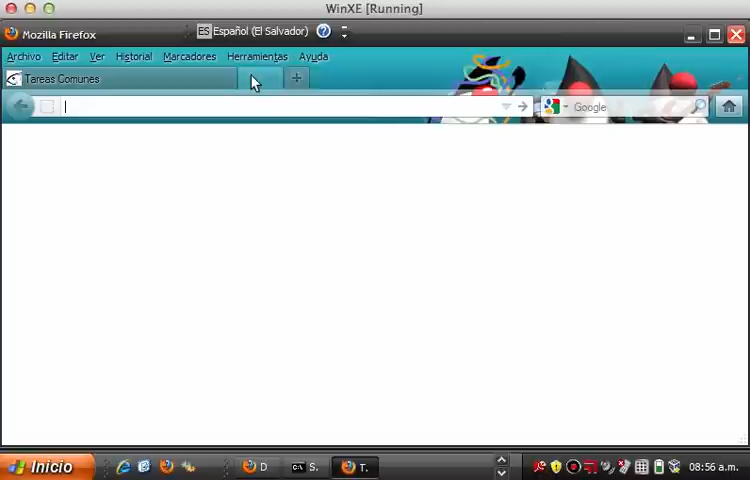 WinXE [Running]
Mozilla Firefox
ES Español (El Salvador)
Archivo Editar Ver Historial Marcadores Herramientas Ayuda
Tareas Comunes
Google
Inicio
D
S.
T.
08:56 a.m.